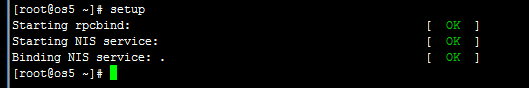 [root@os5 ~]# setup
Starting rpcbind: [ OK ]
Starting NIS service: [ OK ]
Binding NIS service: . [ OK ]
[root@os5 ~]#